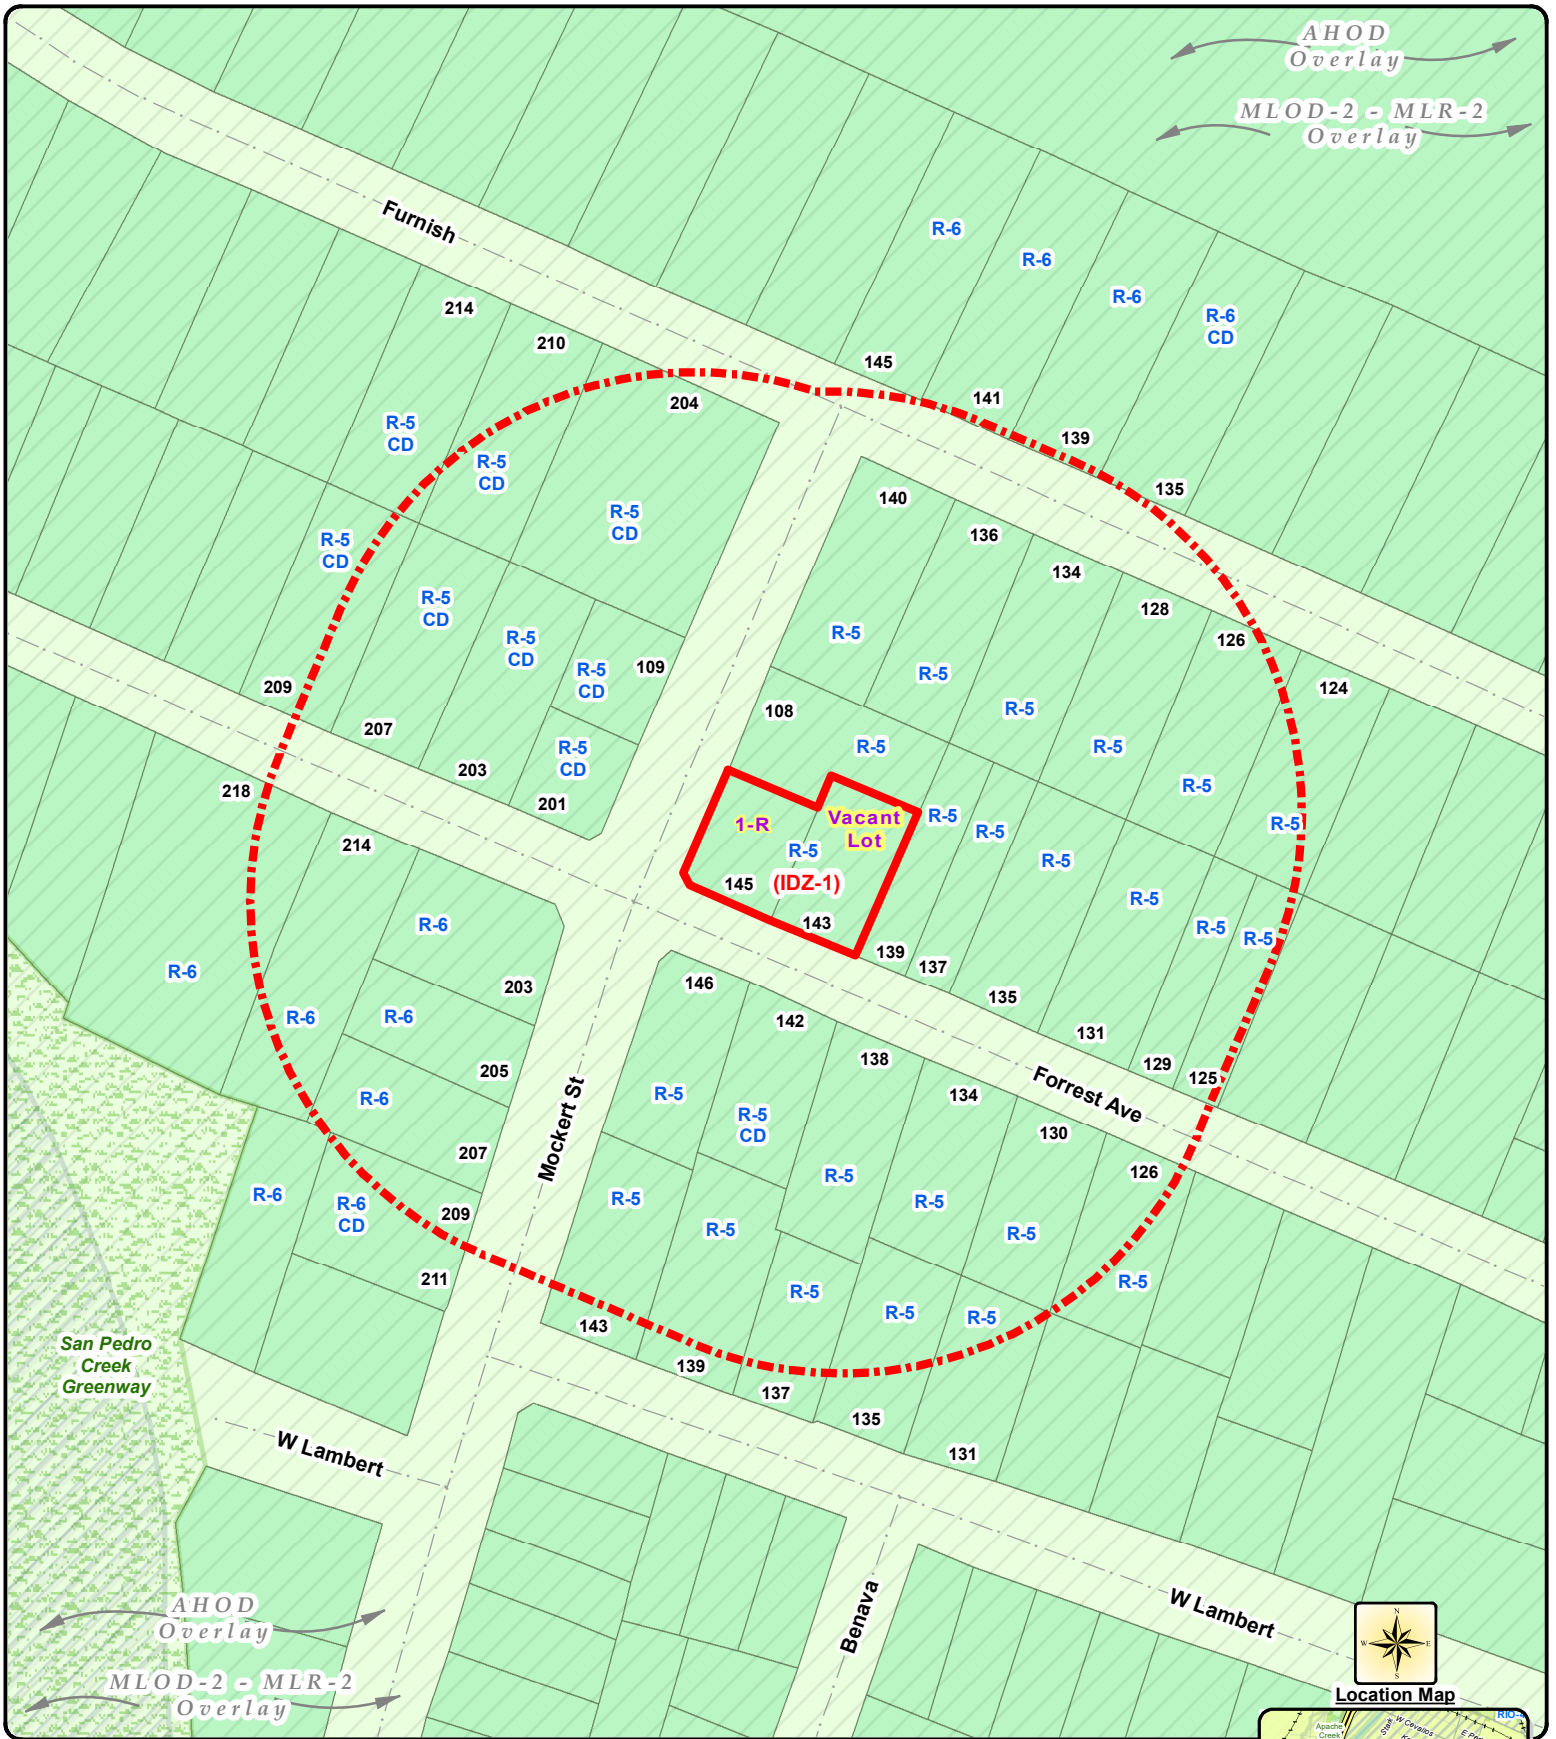 AHOD
Overlay
MLOD-2 - MLR-2
Overlay
Furnish
R-6
R-6
R-6
R-6
CD
214
210
204
145
141
139
135
R-5
CD
R-5
CD
R-5
CD
R-5
CD
R-5
CD
R-5
CD
R-5
CD
R-5
CD
109
209
207
203
201
140
136
134
128
126
124
R-5
R-5
R-5
R-5
R-5
R-5
108
R-5
1-R
Vacant
Lot
R-5
(IDZ-1)
145
143
R-5
R-5
R-5
R-5
R-5
R-5
139
137
135
131
129
125
218
214
R-6
R-6
R-6
R-6
R-6
203
205
207
209
211
R-6
R-6
CD
Mockert St
146
142
138
134
130
126
Forrest Ave
R-5
R-5
CD
R-5
R-5
R-5
R-5
R-5
R-5
R-5
R-5
R-5
143
139
137
135
131
San Pedro
Creek
Greenway
W Lambert
Benava
W Lambert
AHOD
Overlay
MLOD-2 - MLR-2
Overlay
N
W
E
S
Location Map
Apache
Creek
W Cevallos